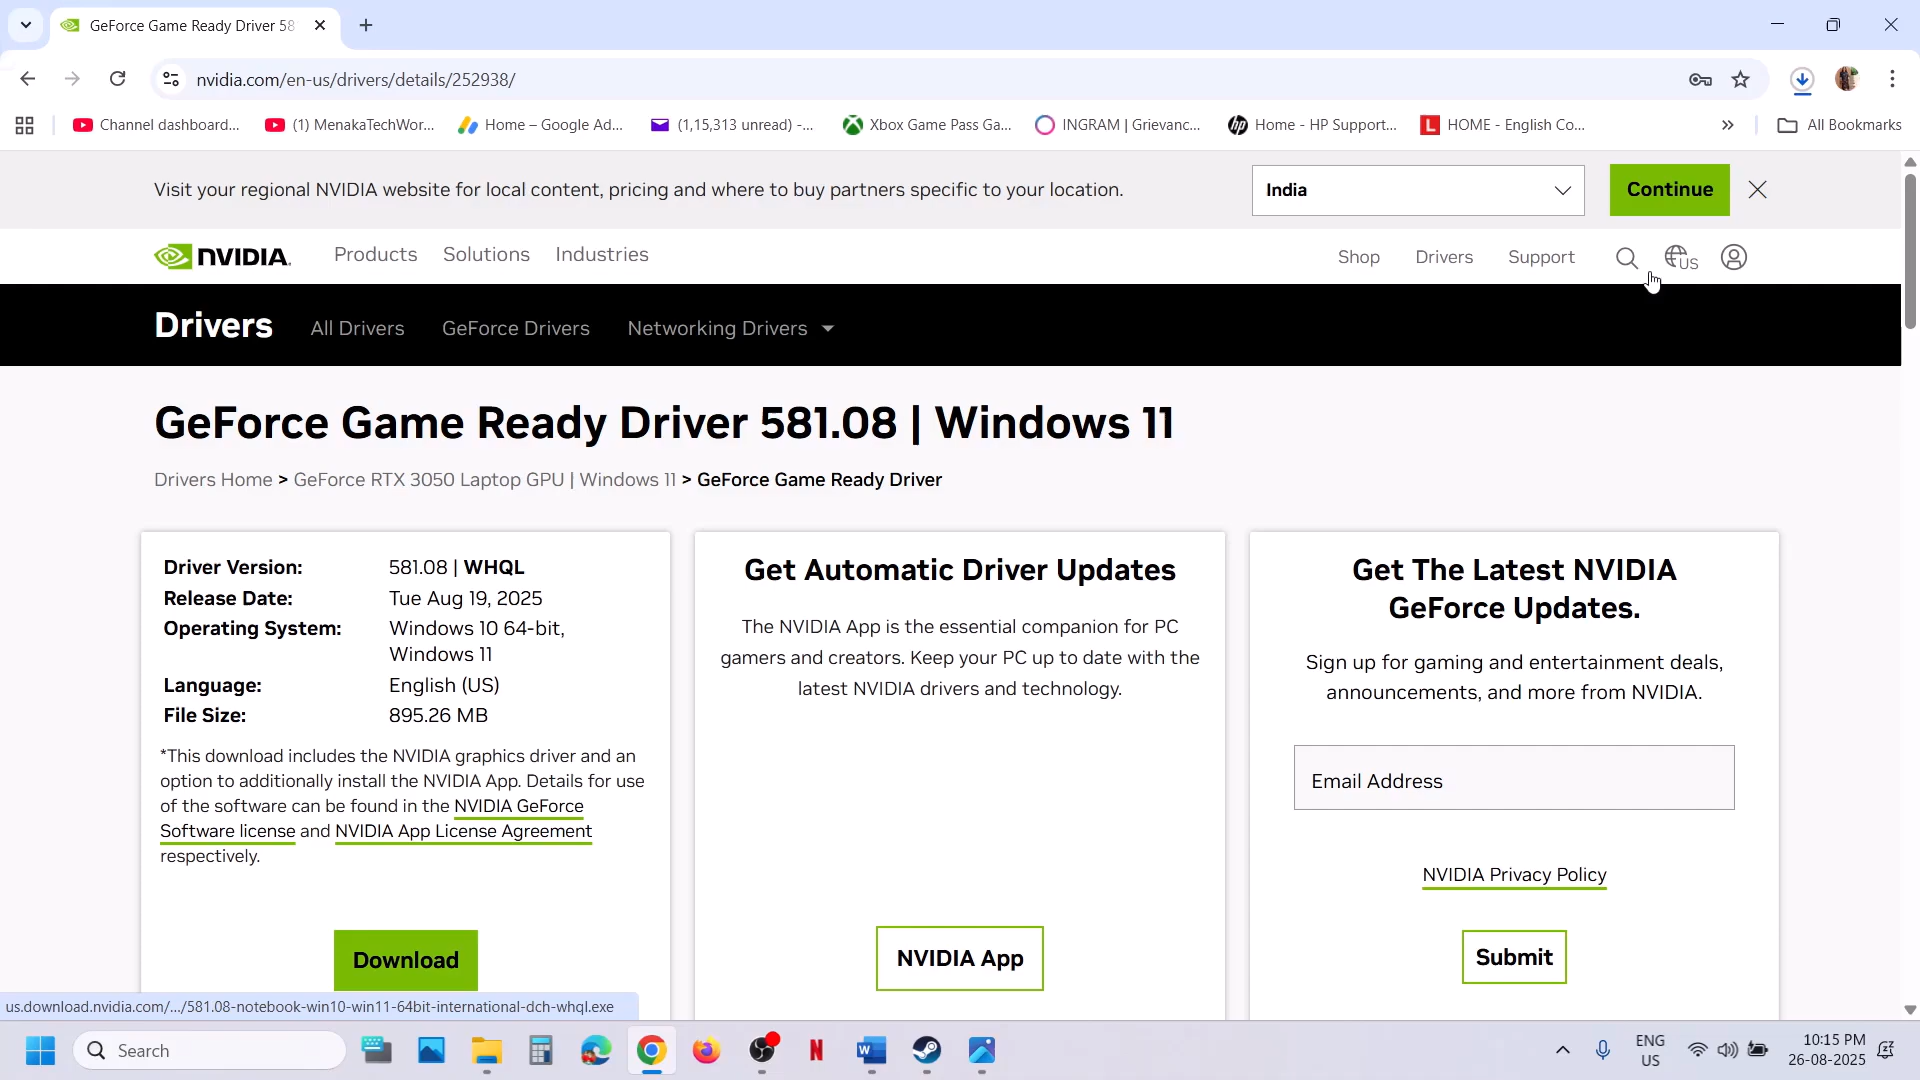 GeForce Game Ready Driver 58
nvidia.com/en-us/drivers/details/252938/
Channel dashboard...
(1) MenakaTechWor...
Home – Google Ad...
(1,15,313 unread) -...
Xbox Game Pass Ga...
INGRAM | Grievanc...
Home - HP Support...
HOME - English Co...
»
All Bookmarks
Visit your regional NVIDIA website for local content, pricing and where to buy partners specific to your location.
India
Continue
NVIDIA.
Products
Solutions
Industries
Shop
Drivers
Support
US
Drivers
All Drivers
GeForce Drivers
Networking Drivers
GeForce Game Ready Driver 581.08 | Windows 11
Drivers Home > GeForce RTX 3050 Laptop GPU | Windows 11 > GeForce Game Ready Driver
Driver Version: 581.08 | WHQL
Release Date: Tue Aug 19, 2025
Operating System: Windows 10 64-bit,
Windows 11
Language: English (US)
File Size: 895.26 MB
*This download includes the NVIDIA graphics driver and an
option to additionally install the NVIDIA App. Details for use
of the software can be found in the NVIDIA GeForce
Software license and NVIDIA App License Agreement
respectively.
Download
Get Automatic Driver Updates
The NVIDIA App is the essential companion for PC
gamers and creators. Keep your PC up to date with the
latest NVIDIA drivers and technology.
NVIDIA App
Get The Latest NVIDIA
GeForce Updates.
Sign up for gaming and entertainment deals,
announcements, and more from NVIDIA.
Email Address
NVIDIA Privacy Policy
Submit
us.download.nvidia.com/.../581.08-notebook-win10-win11-64bit-international-dch-whql.exe
Search
ENG
US
10:15 PM
26-08-2025